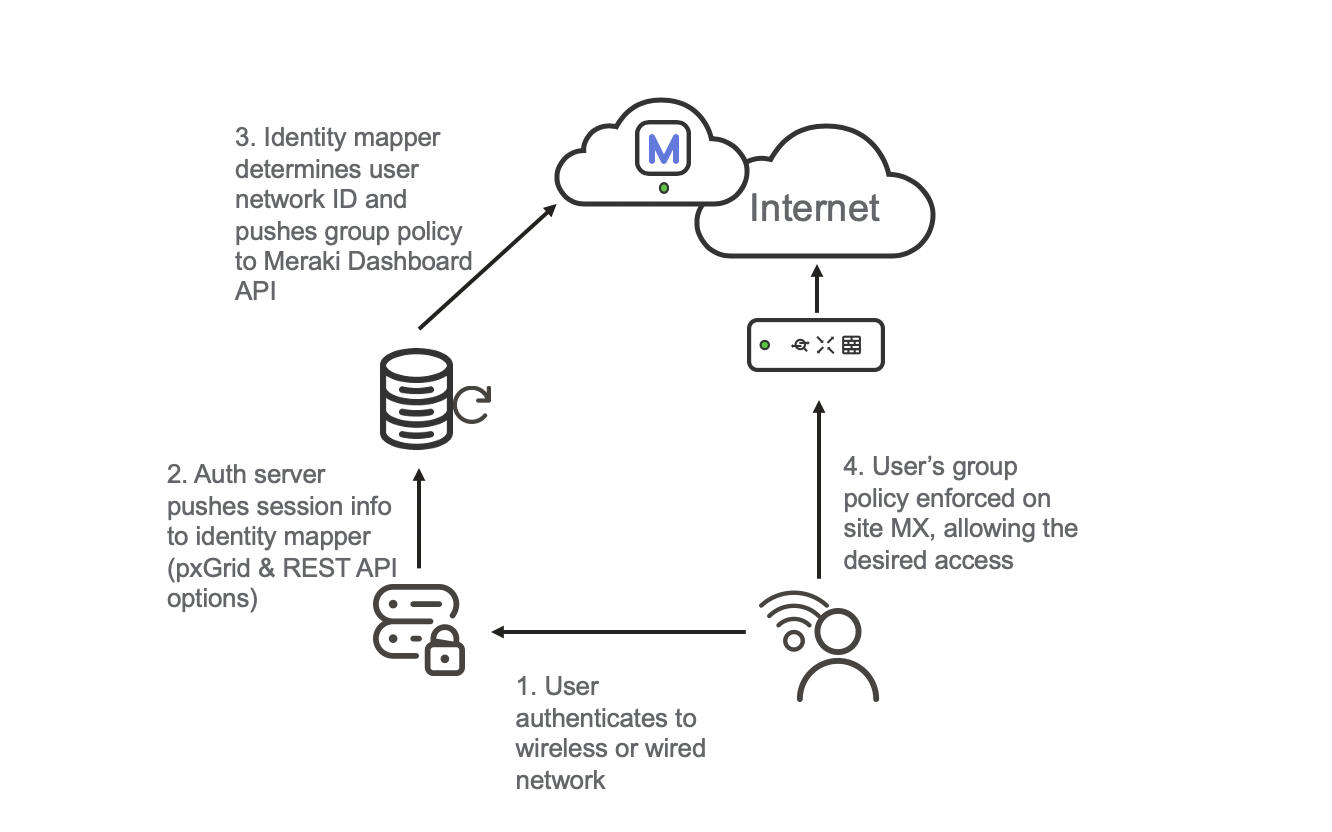 3. Identity mapper
determines user
network ID and
pushes group policy
to Meraki Dashboard
API
M
Internet
2. Auth server
pushes session info
to identity mapper
(pxGrid & REST API
options)
4. User’s group
policy enforced on
site MX, allowing the
desired access
1. User
authenticates to
wireless or wired
network